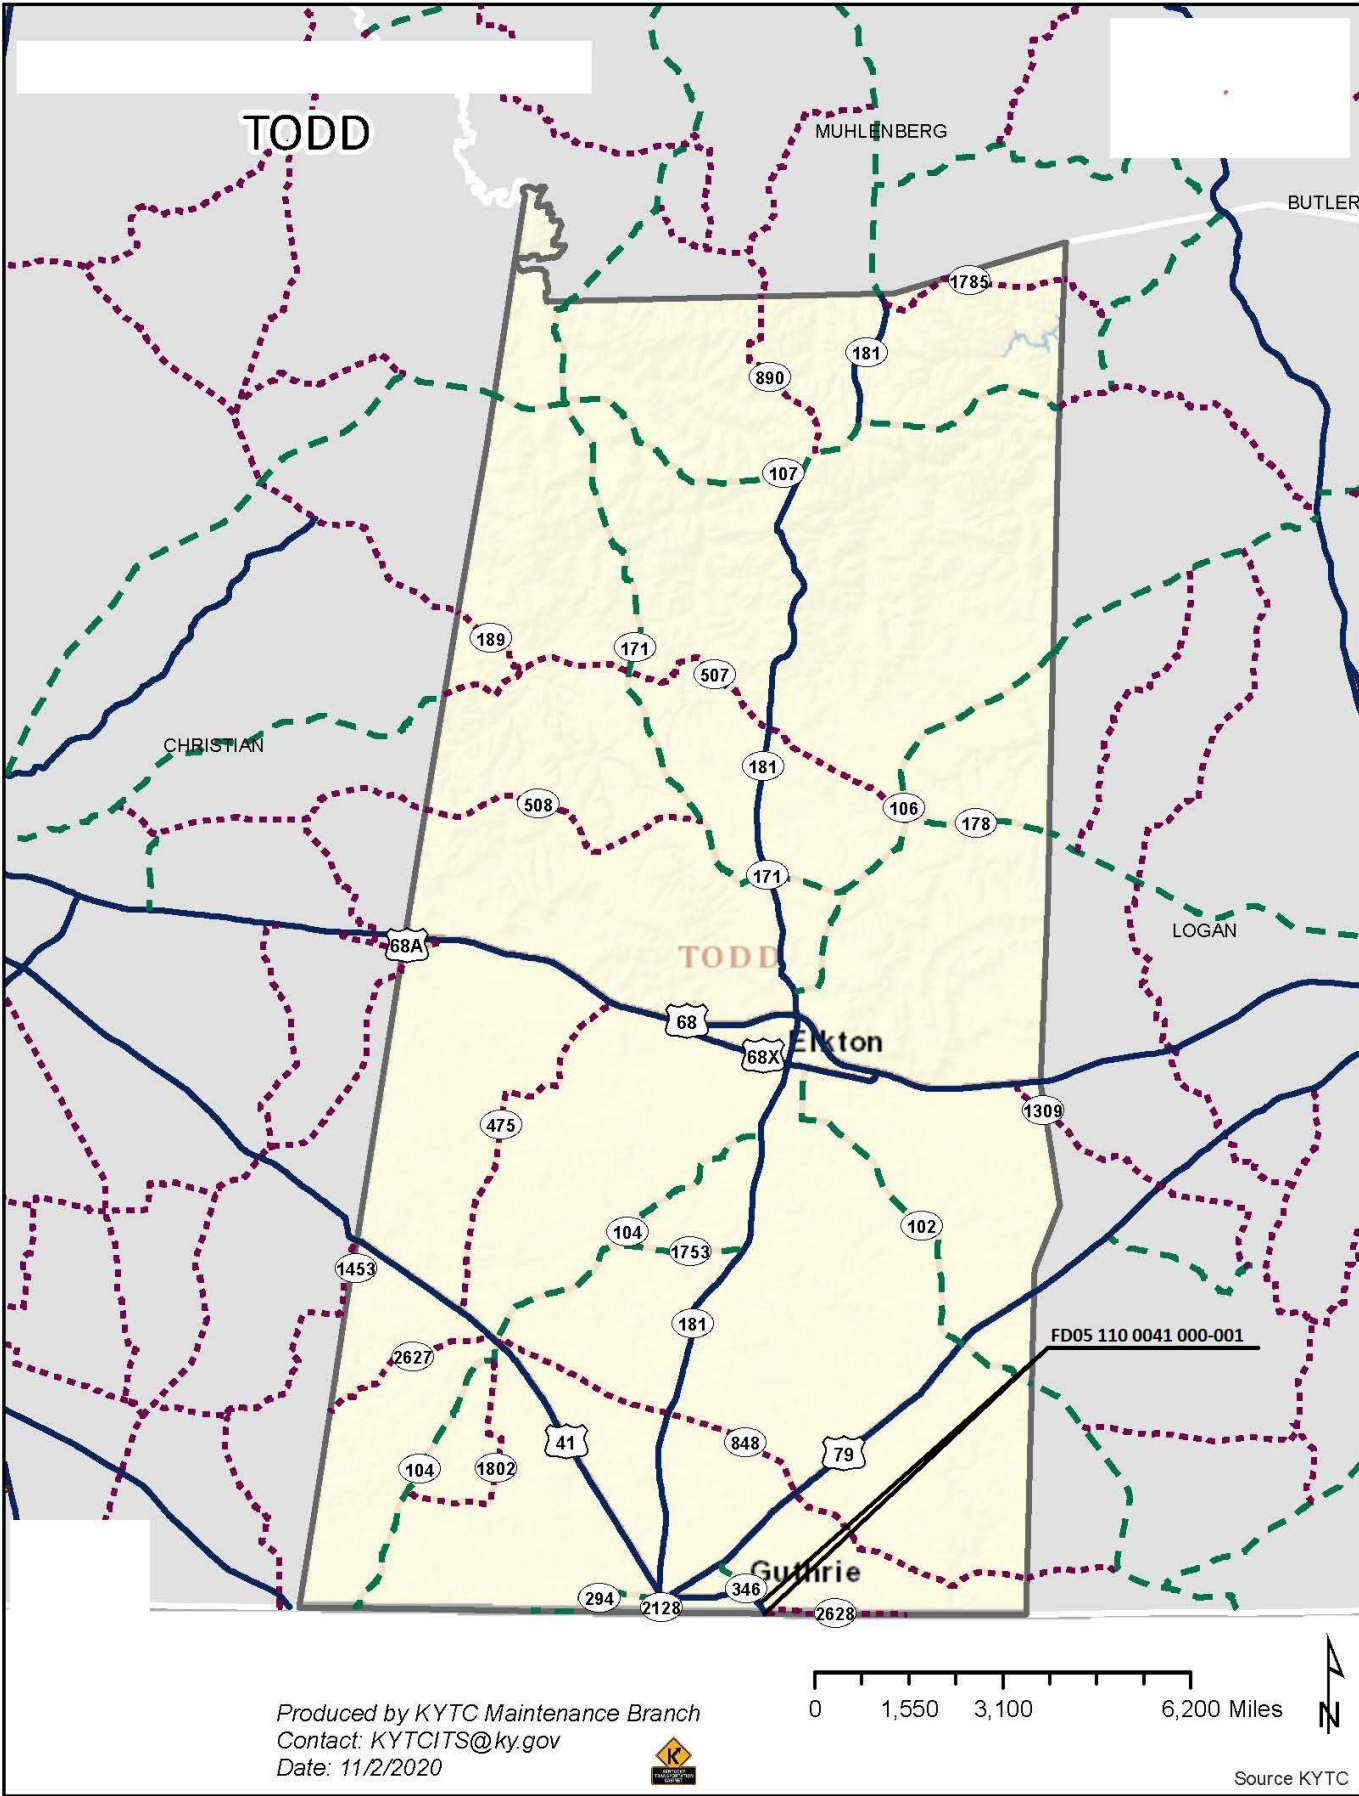 TODD
MUHLENBERG
BUTLER
1785
181
890
107
189
171
507
CHRISTIAN
181
508
106
178
171
LOGAN
68A
TODD
68
Elkton
68X
1309
475
104
102
1753
1453
181
FD05 110 0041 000-001
2627
41
848
79
104
1802
Guthrie
346
294
2128
2628
0 1,550 3,100 6,200 Miles
N
Produced by KYTC Maintenance Branch
Contact: KYTCITS@ky.gov
Date: 11/2/2020
Source KYTC